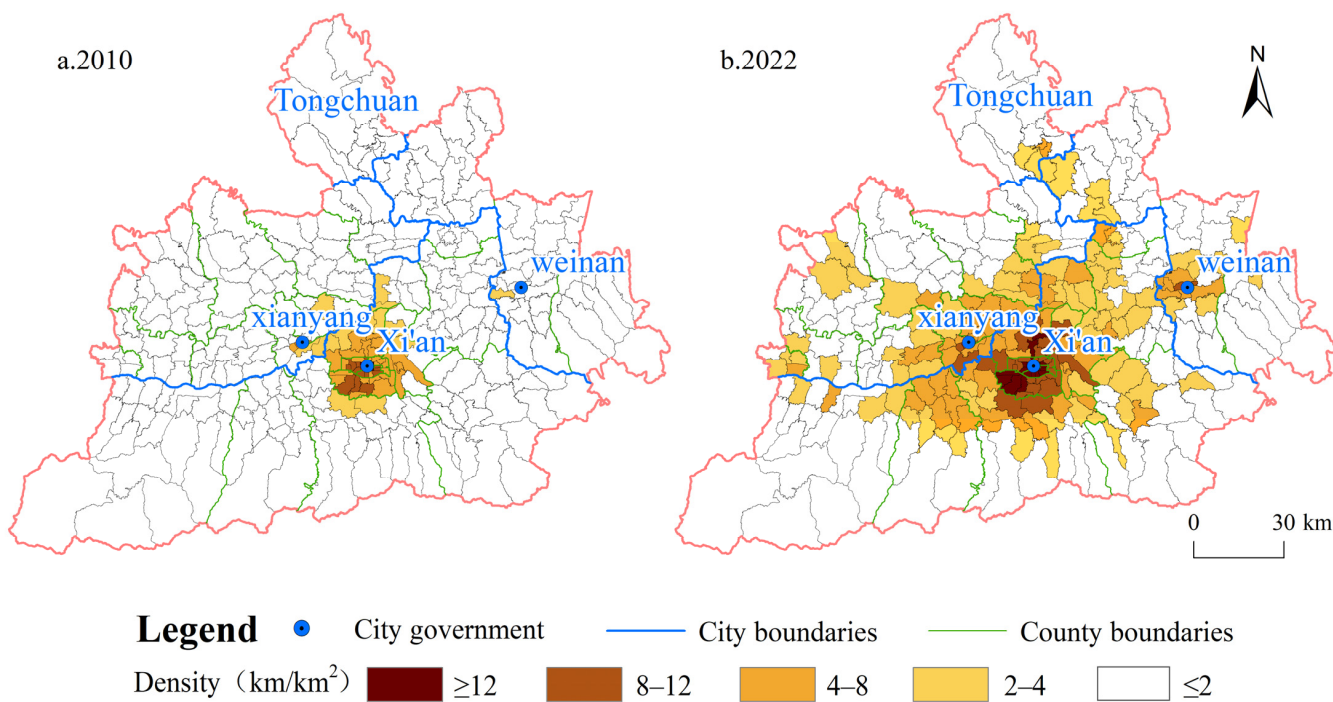 a.2010
b.2022
N
Tongchuan
Tongchuan
weinan
weinan
xianyang
xianyang
Xi'an
Xi'an
0 30 km
Legend City government City boundaries County boundaries
Density（km/km²） ≥12 8–12 4–8 2–4 ≤2